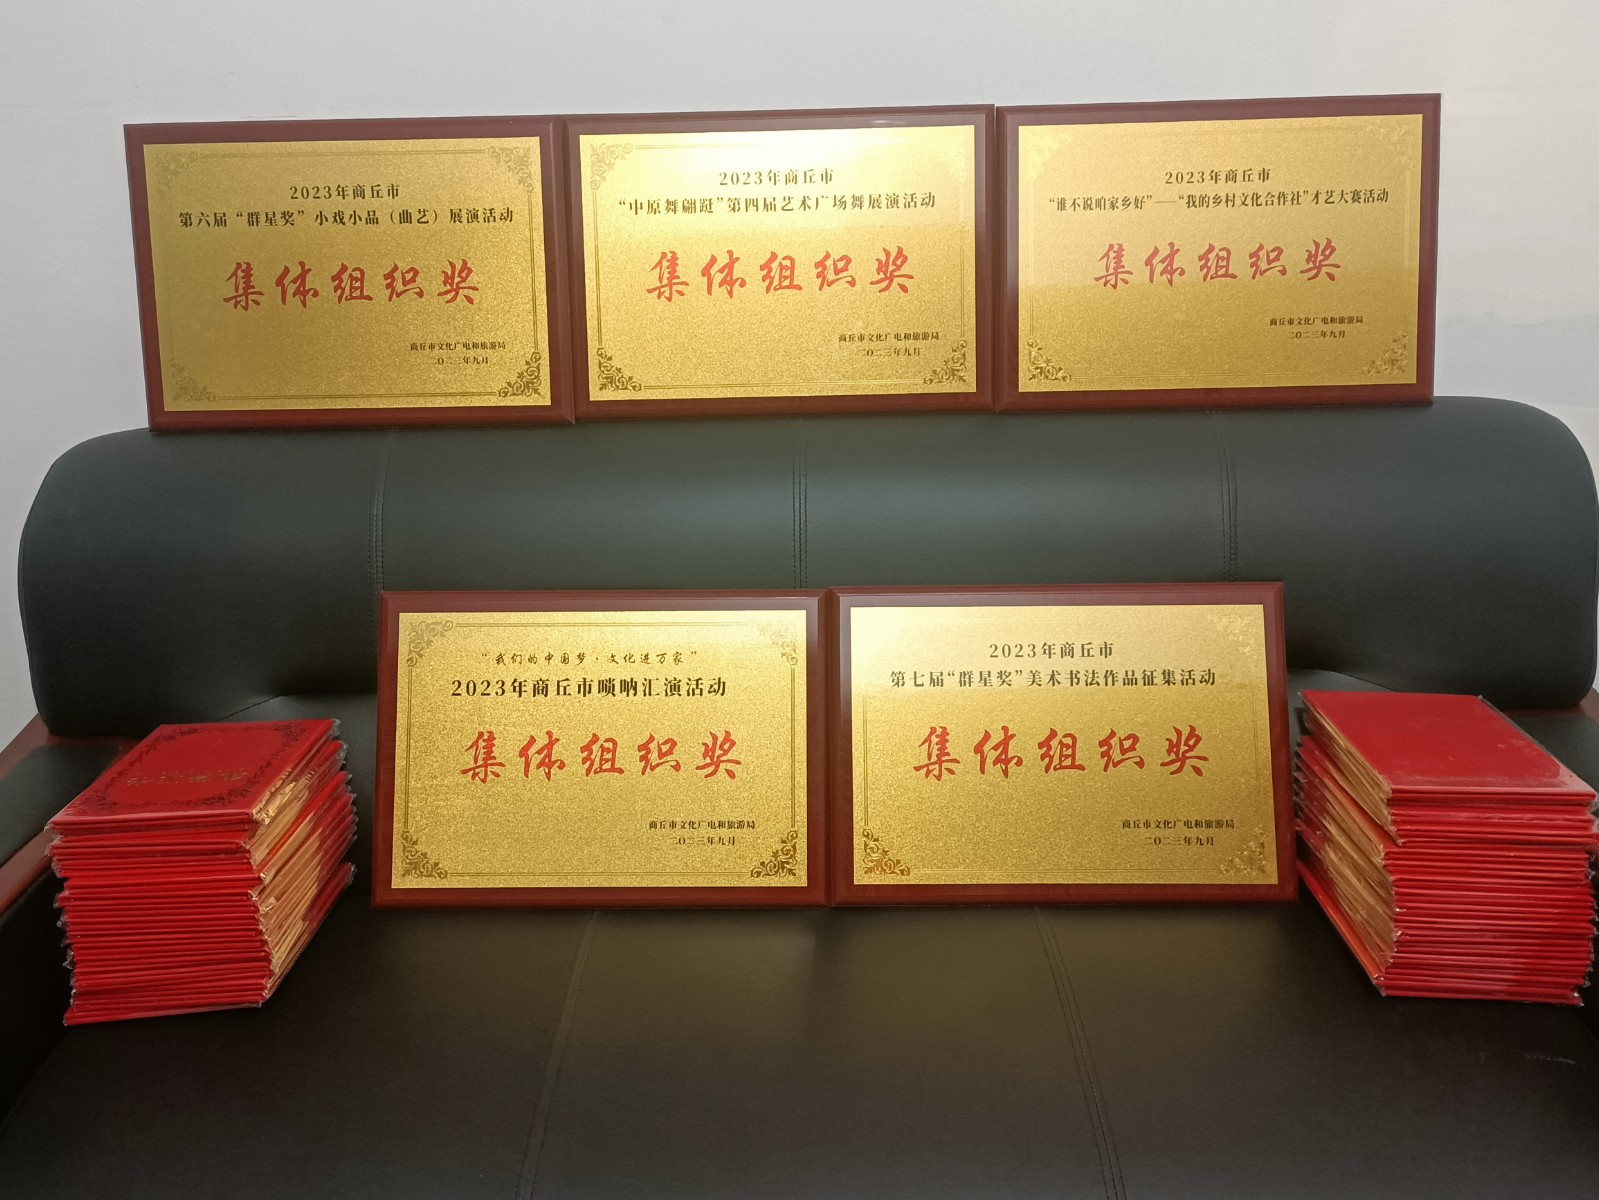 2023年商丘市
第六届“群星奖”小戏小品（曲艺）展演活动
集体组织奖
商丘市文化广电和旅游局
二〇二三年九月
2023年商丘市
“中原舞翩跹”第四届艺术广场舞展演活动
集体组织奖
商丘市文化广电和旅游局
二〇二三年九月
2023年商丘市
“谁不说咱家乡好”——“我的乡村文化合作社”才艺大赛活动
集体组织奖
商丘市文化广电和旅游局
二〇二三年九月
“我们的中国梦·文化进万家”
2023年商丘市唢呐汇演活动
集体组织奖
商丘市文化广电和旅游局
二〇二三年九月
2023年商丘市
第七届“群星奖”美术书法作品征集活动
集体组织奖
商丘市文化广电和旅游局
二〇二三年九月